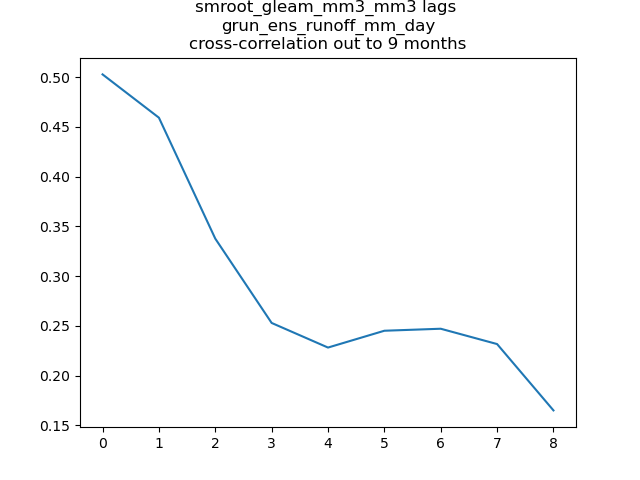 smroot_gleam_mm3_mm3 lags
grun_ens_runoff_mm_day
cross-correlation out to 9 months
0.50
0.45
0.40
0.35
0.30
0.25
0.20
0.15
0 1 2 3 4 5 6 7 8